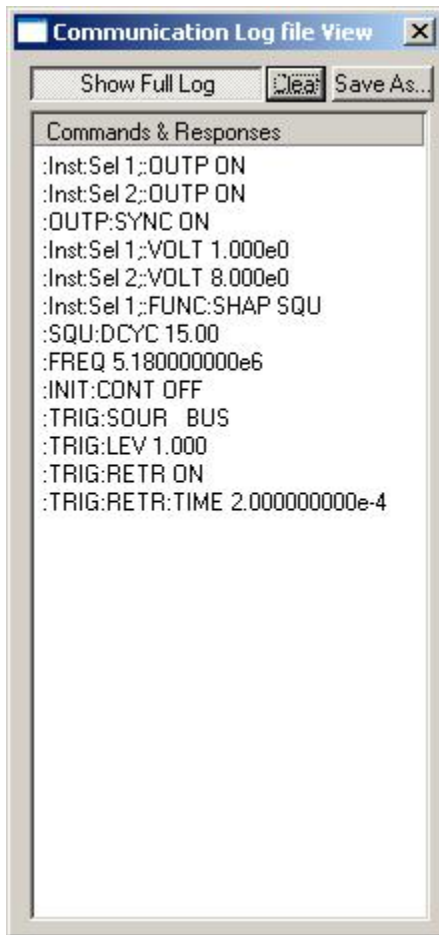 Communication Log file View
Show Full Log Clear Save As...
Commands & Responses
:Inst:Sel 1;:OUTP ON
:Inst:Sel 2;:OUTP ON
:OUTP:SYNC ON
:Inst:Sel 1;:VOLT 1.000e0
:Inst:Sel 2;:VOLT 8.000e0
:Inst:Sel 1;:FUNC:SHAP SQU
:SQU:DCYC 15.00
:FREQ 5.180000000e6
:INIT:CONT OFF
:TRIG:SOUR   BUS
:TRIG:LEV 1.000
:TRIG:RETR ON
:TRIG:RETR:TIME 2.000000000e-4